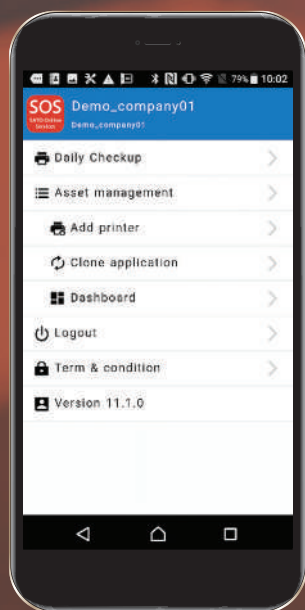 79% 10:02
SOS
SATO Online
Services
Demo_company01
Demo_company01
Daily Checkup
Asset management
Add printer
Clone application
Dashboard
Logout
Term & condition
Version 11.1.0